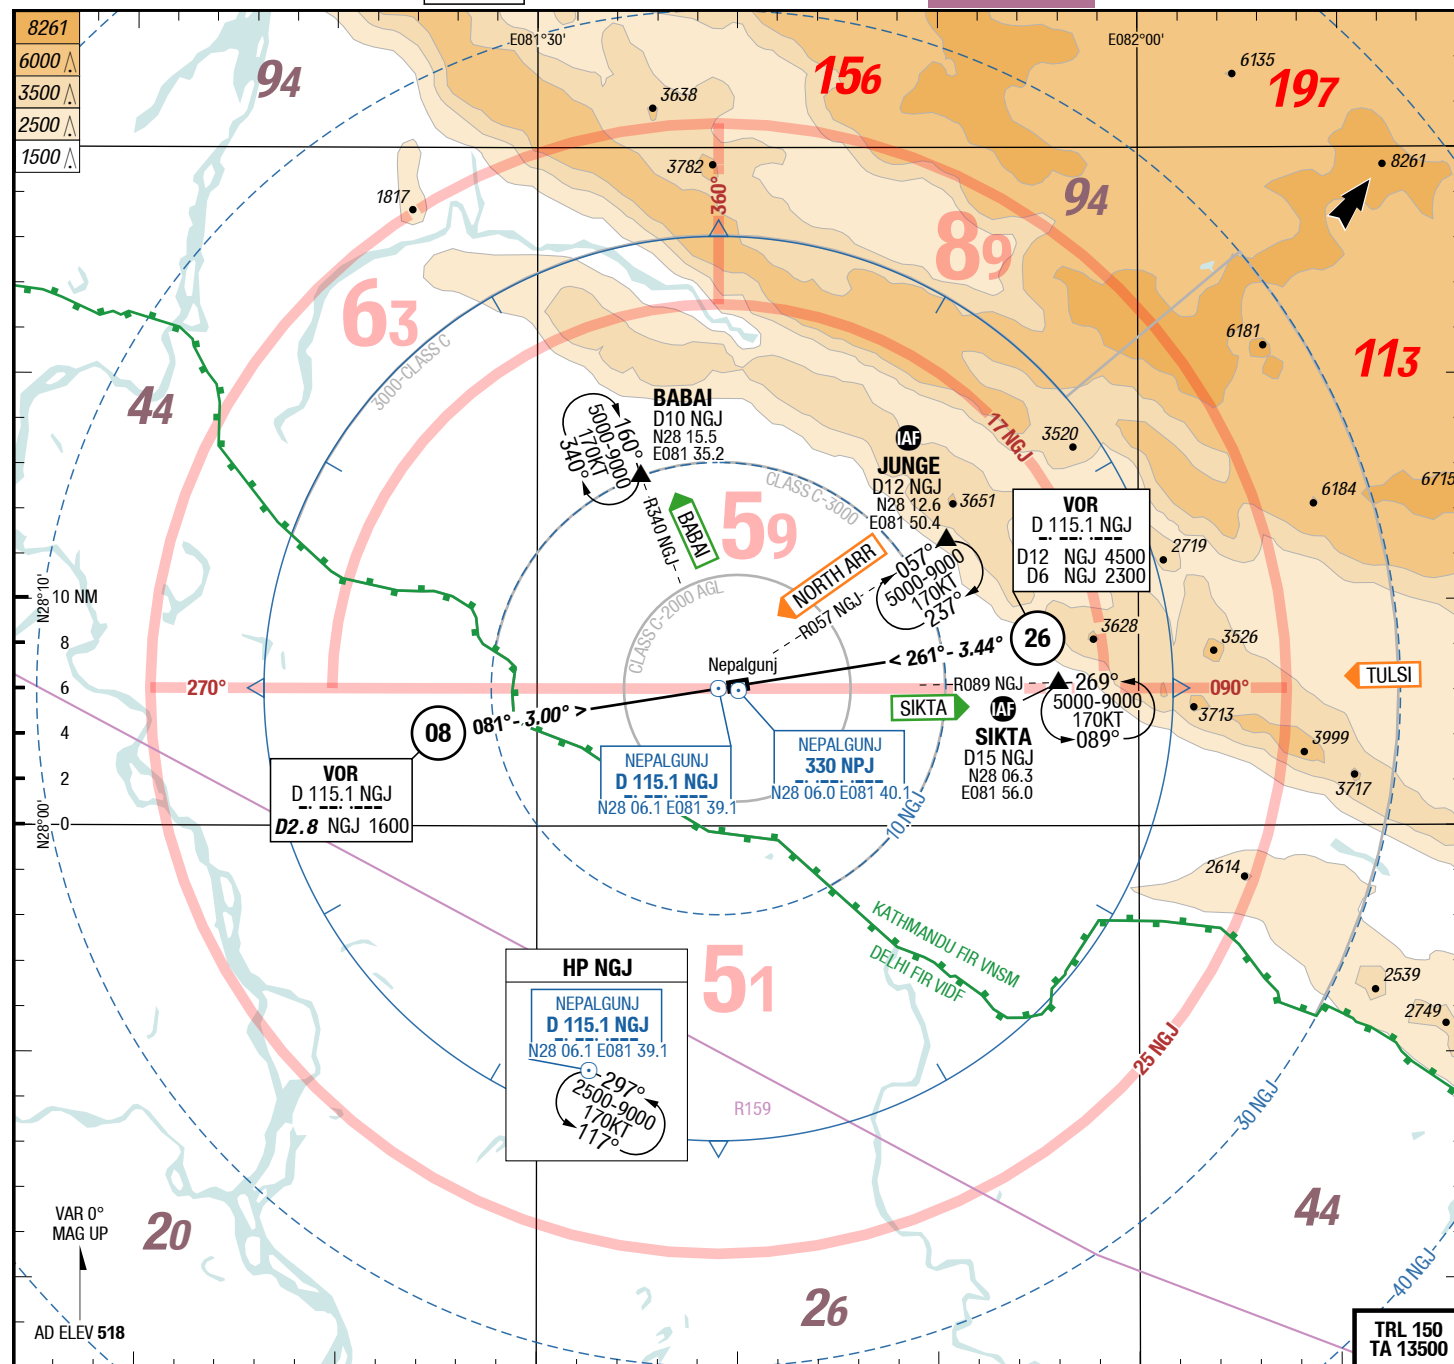 8261
6000
3500
2500
1500
94
E081°30'
156
E082°00'
6135
197
3638
3782
360°
1817
8261
94
89
63
3000-CLASS C
6181
113
44
BABAI
D10 NGJ
N28 15.5
E081 35.2
160°
5000-9000
170KT
340°
R340 NGJ
BABAI
59
CLASS C-3000
IAF
JUNGE
D12 NGJ
N28 12.6
E081 50.4
3651
17 NGJ
3520
6184
6715
VOR
D 115.1 NGJ
D12 NGJ 4500
D6 NGJ 2300
2719
057°
5000-9000
170KT
237°
NORTH ARR
R057 NGJ
CLASS C-2000 AGL
N28°10'
10 NM
8
6
4
2
0
N28°00'
Nepalgunj
< 261° - 3.44°
26
3628
3526
270°
R089 NGJ
269°
5000-9000
170KT
089°
090°
TULSI
SIKTA
IAF
SIKTA
D15 NGJ
N28 06.3
E081 56.0
3713
3999
3717
08
081° - 3.00° >
VOR
D 115.1 NGJ
D2.8 NGJ 1600
NEPALGUNJ
D 115.1 NGJ
N28 06.1 E081 39.1
NEPALGUNJ
330 NPJ
N28 06.0 E081 40.1
10 NGJ
2614
KATHMANDU FIR VNSM
DELHI FIR VIDF
51
2539
2749
HP NGJ
NEPALGUNJ
D 115.1 NGJ
N28 06.1 E081 39.1
297°
2500-9000
170KT
117°
R159
25 NGJ
30 NGJ
40 NGJ
VAR 0°
MAG UP
20
AD ELEV 518
26
44
TRL 150
TA 13500